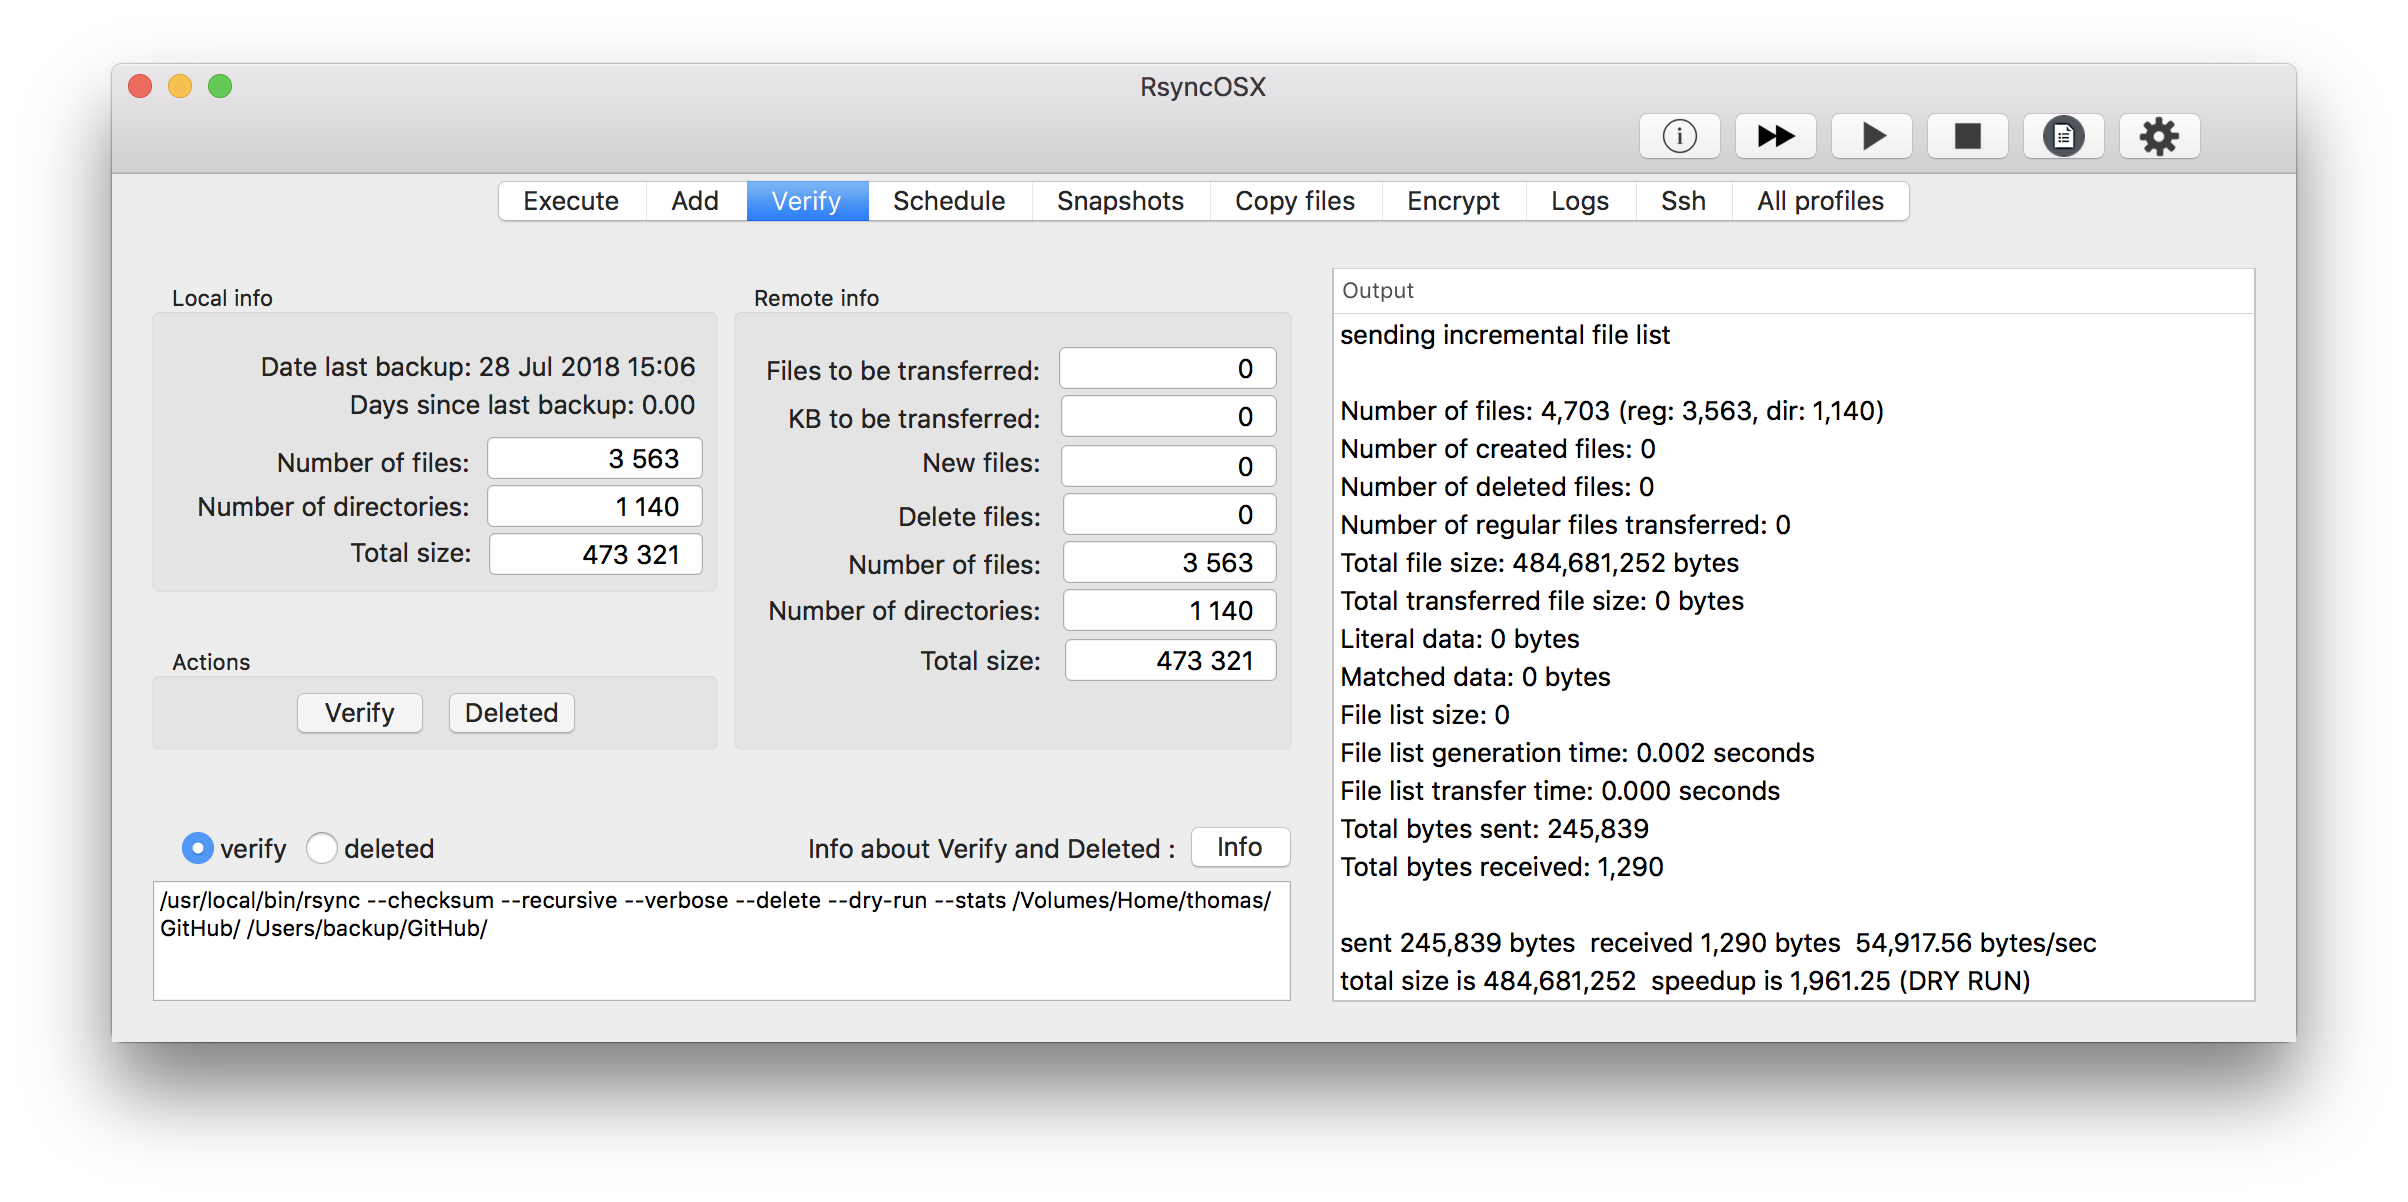 RsyncOSX
Execute Add Verify Schedule Snapshots Copy files Encrypt Logs Ssh All profiles
Local info
Date last backup: 28 Jul 2018 15:06
Days since last backup: 0.00
Number of files: 3 563
Number of directories: 1 140
Total size: 473 321
Actions
Verify Deleted
Remote info
Files to be transferred: 0
KB to be transferred: 0
New files: 0
Delete files: 0
Number of files: 3 563
Number of directories: 1 140
Total size: 473 321
verify deleted
Info about Verify and Deleted : Info
/usr/local/bin/rsync --checksum --recursive --verbose --delete --dry-run --stats /Volumes/Home/thomas/
GitHub/ /Users/backup/GitHub/
Output
sending incremental file list
Number of files: 4,703 (reg: 3,563, dir: 1,140)
Number of created files: 0
Number of deleted files: 0
Number of regular files transferred: 0
Total file size: 484,681,252 bytes
Total transferred file size: 0 bytes
Literal data: 0 bytes
Matched data: 0 bytes
File list size: 0
File list generation time: 0.002 seconds
File list transfer time: 0.000 seconds
Total bytes sent: 245,839
Total bytes received: 1,290
sent 245,839 bytes  received 1,290 bytes  54,917.56 bytes/sec
total size is 484,681,252  speedup is 1,961.25 (DRY RUN)